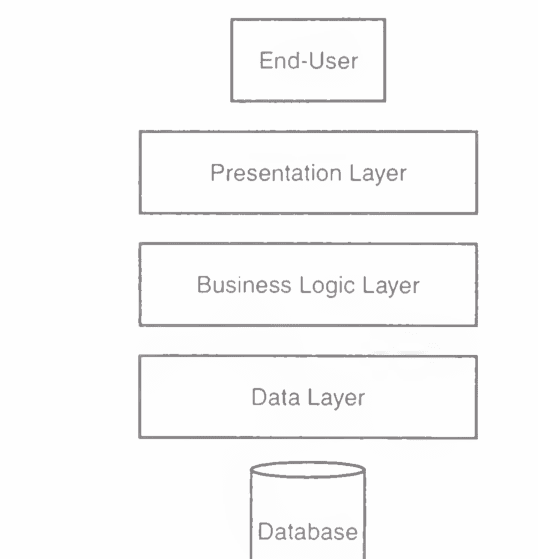 End-User
Presentation Layer
Business Logic Layer
Data Layer
Database